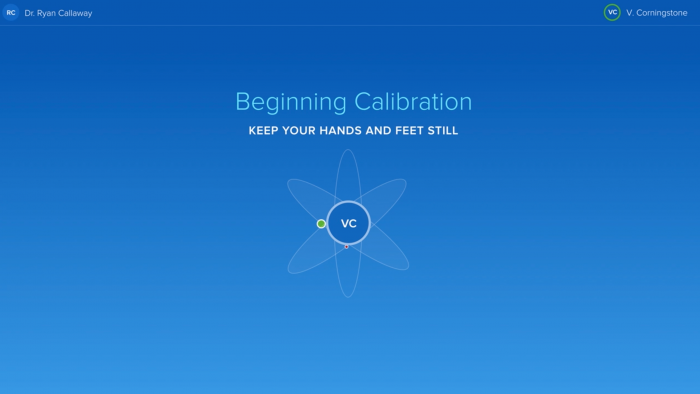 RC Dr. Ryan Callaway
VC V. Corningstone
Beginning Calibration
KEEP YOUR HANDS AND FEET STILL
VC